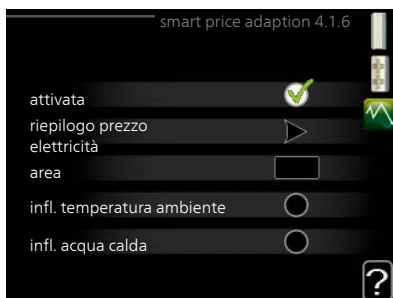 smart price adaption 4.1.6
attivata
riepilogo prezzo
elettricità
area
infl. temperatura ambiente
infl. acqua calda
?